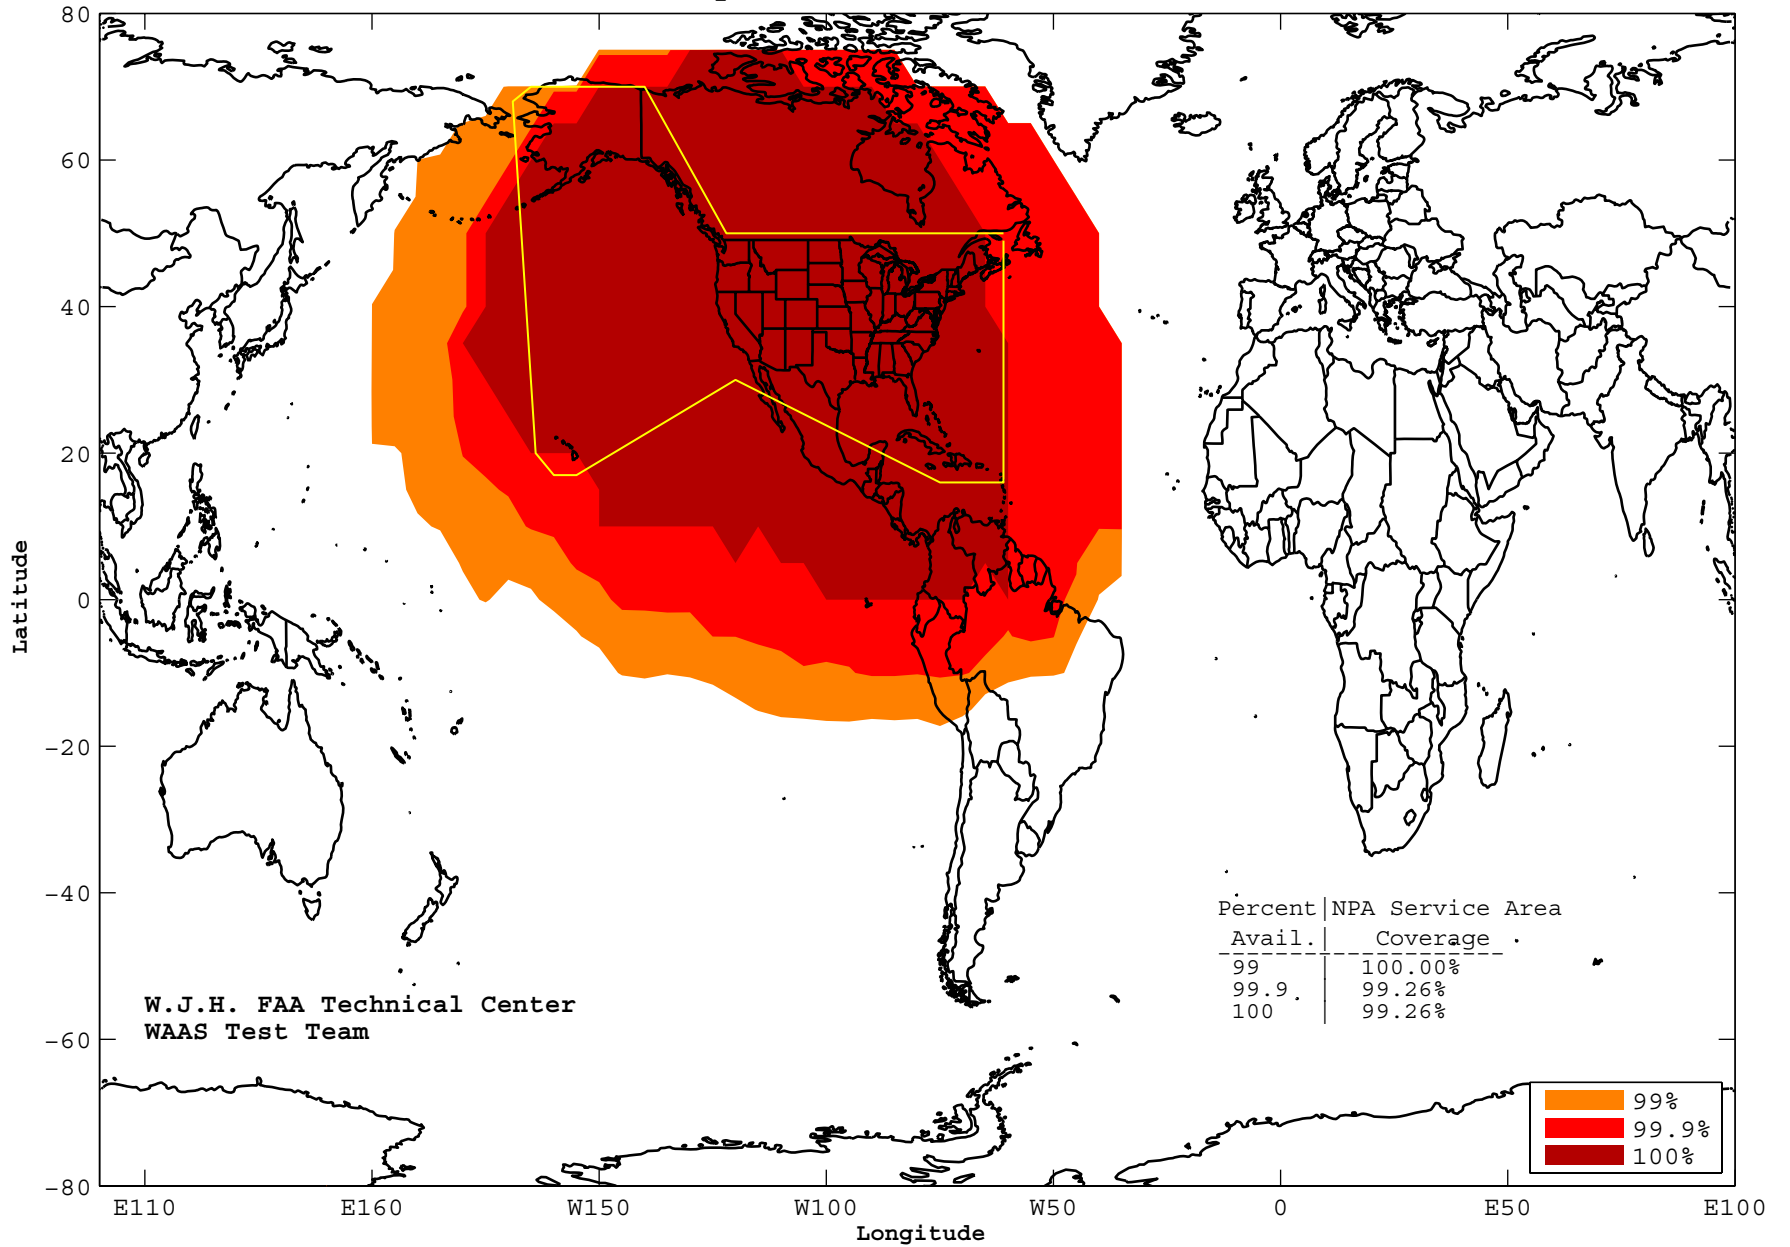 80
60
40
20
0
-20
-40
-60
-80
Latitude
Percent|NPA Service Area
Avail.| Coverage
99 | 100.00%
99.9 | 99.26%
100 | 99.26%
W.J.H. FAA Technical Center
WAAS Test Team
99%
99.9%
100%
E110 E160 W150 W100 W50 0 E50 E100
Longitude